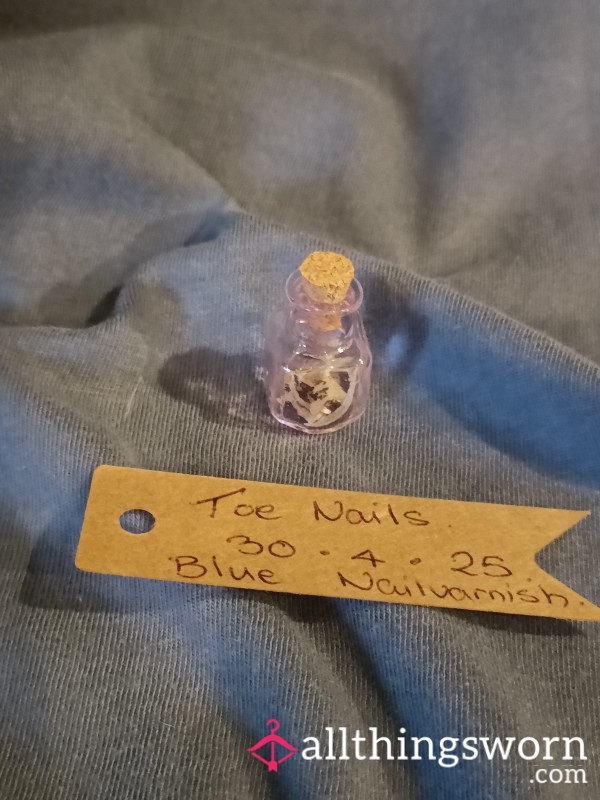 Toe Nails.
30.4.25
Blue Nailvarnish.
allthingsworn
.com